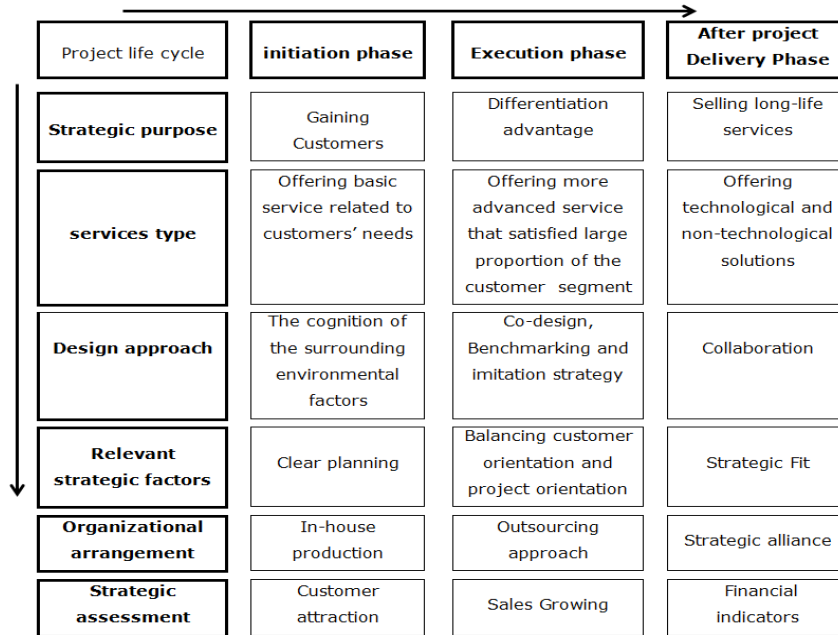 Project life cycle
initiation phase
Execution phase
After project
Delivery Phase
Strategic purpose
Gaining
Customers
Differentiation
advantage
Selling long-life
services
services type
Offering basic
service related to
customers' needs
Offering more
advanced service
that satisfied large
proportion of the
customer segment
Offering
technological and
non-technological
solutions
Design approach
The cognition of
the surrounding
environmental
factors
Co-design,
Benchmarking and
imitation strategy
Collaboration
Relevant
strategic factors
Clear planning
Balancing customer
orientation and
project orientation
Strategic Fit
Organizational
arrangement
In-house
production
Outsourcing
approach
Strategic alliance
Strategic
assessment
Customer
attraction
Sales Growing
Financial
indicators